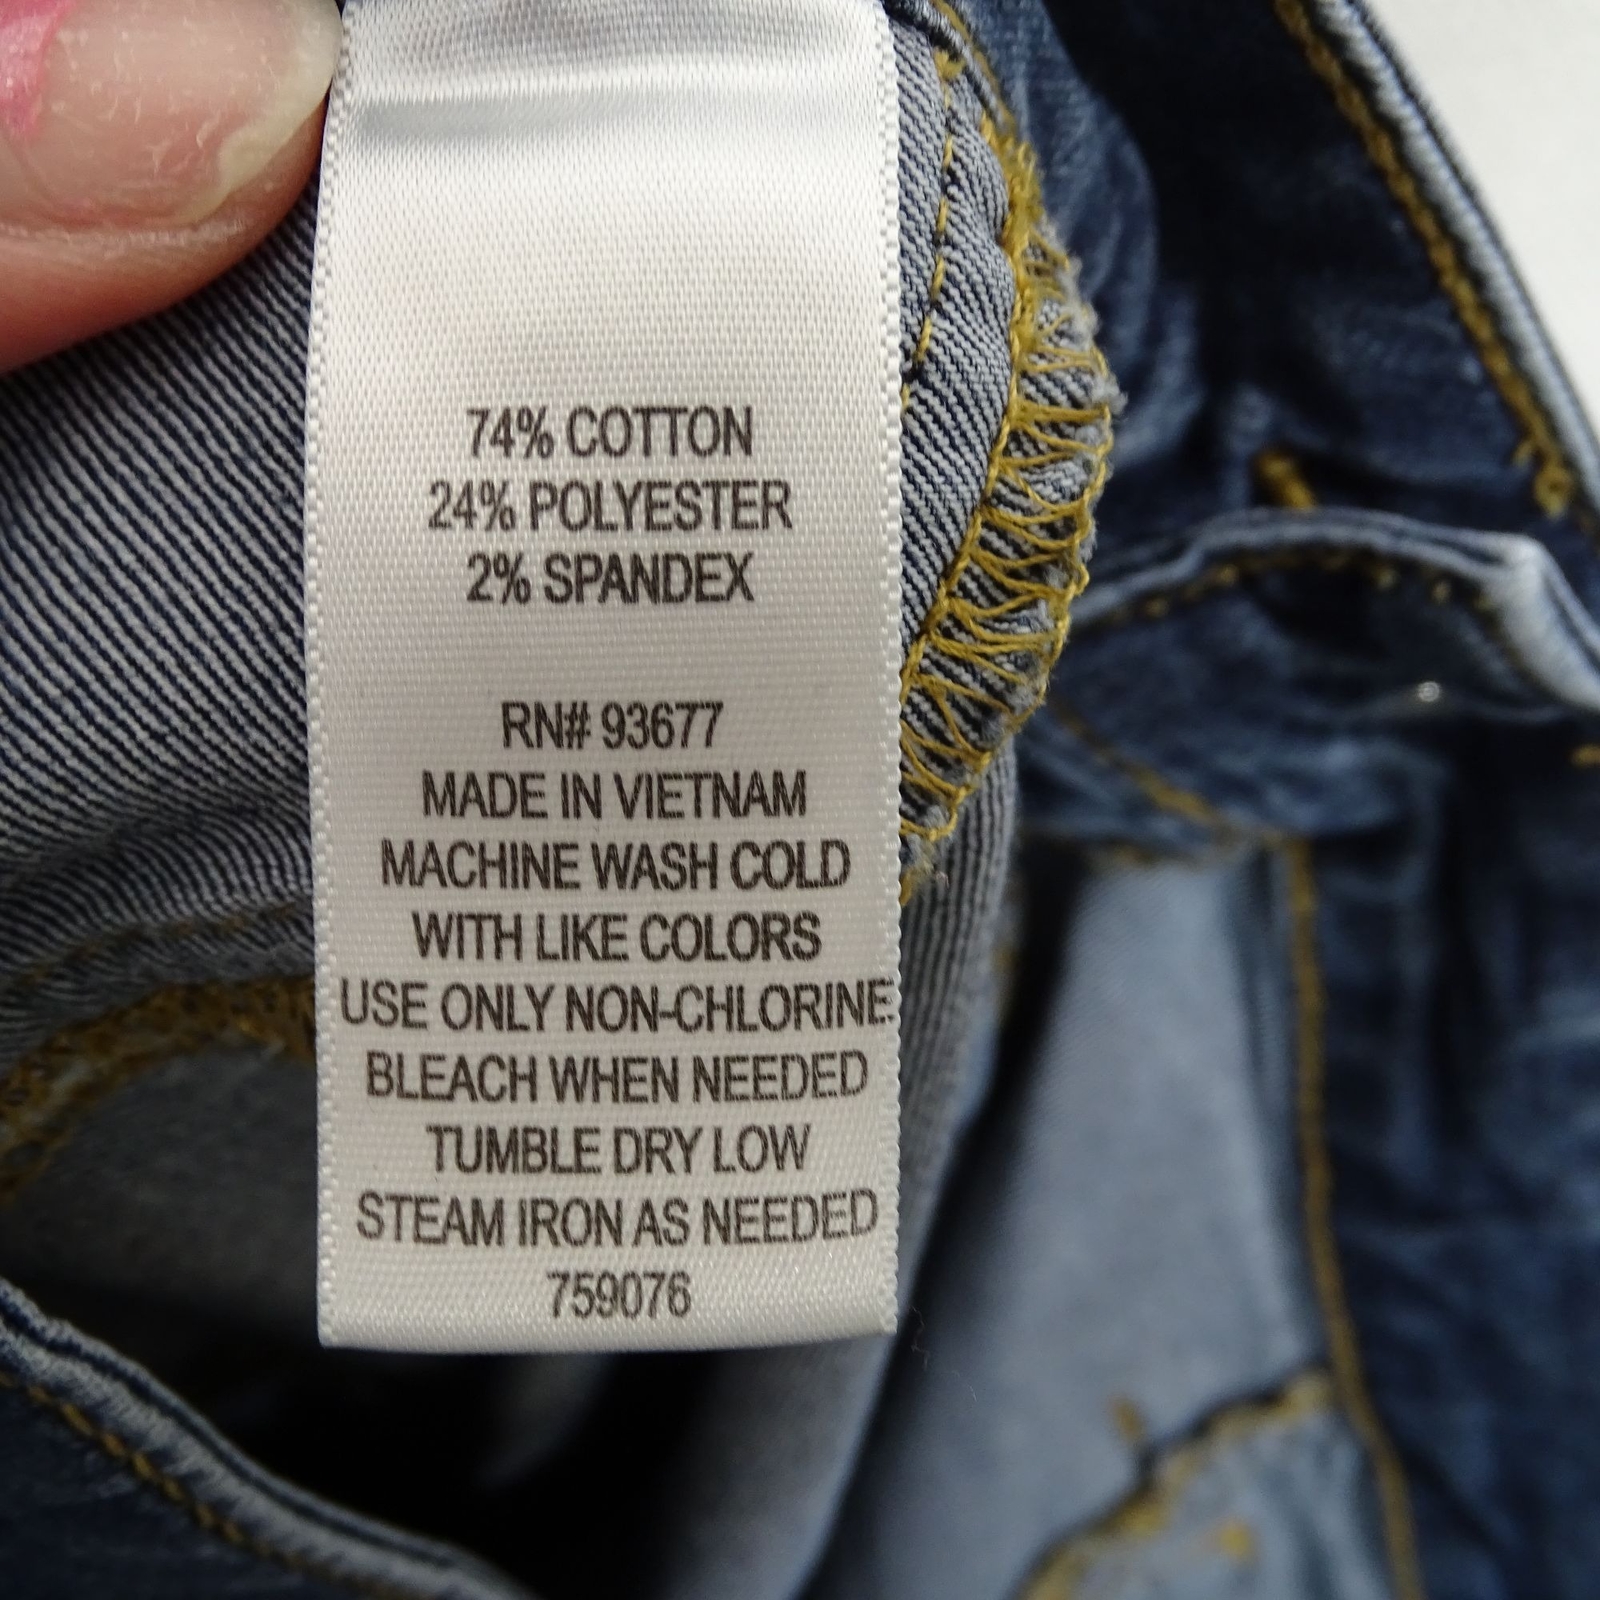 74% COTTON
24% POLYESTER
2% SPANDEX
RN# 93677
MADE IN VIETNAM
MACHINE WASH COLD
WITH LIKE COLORS
USE ONLY NON-CHLORINE
BLEACH WHEN NEEDED
TUMBLE DRY LOW
STEAM IRON AS NEEDED
759076